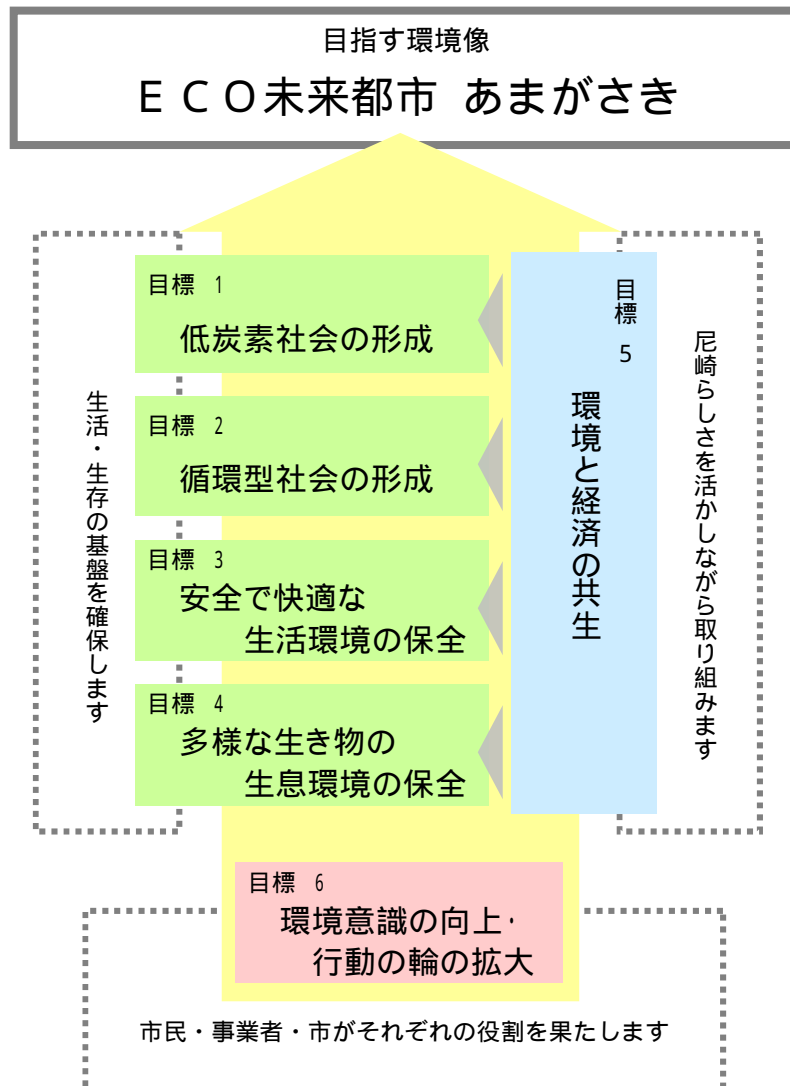 目指す環境像
ＥＣＯ未来都市 あまがさき
生活・生存の基盤を確保します
目標 1
低炭素社会の形成
目標 2
循環型社会の形成
目標 3
安全で快適な
生活環境の保全
目標 4
多様な生き物の
生息環境の保全
目標 5
環境と経済の共生
尼崎らしさを活かしながら取り組みます
目標 6
環境意識の向上・
行動の輪の拡大
市民・事業者・市がそれぞれの役割を果たします